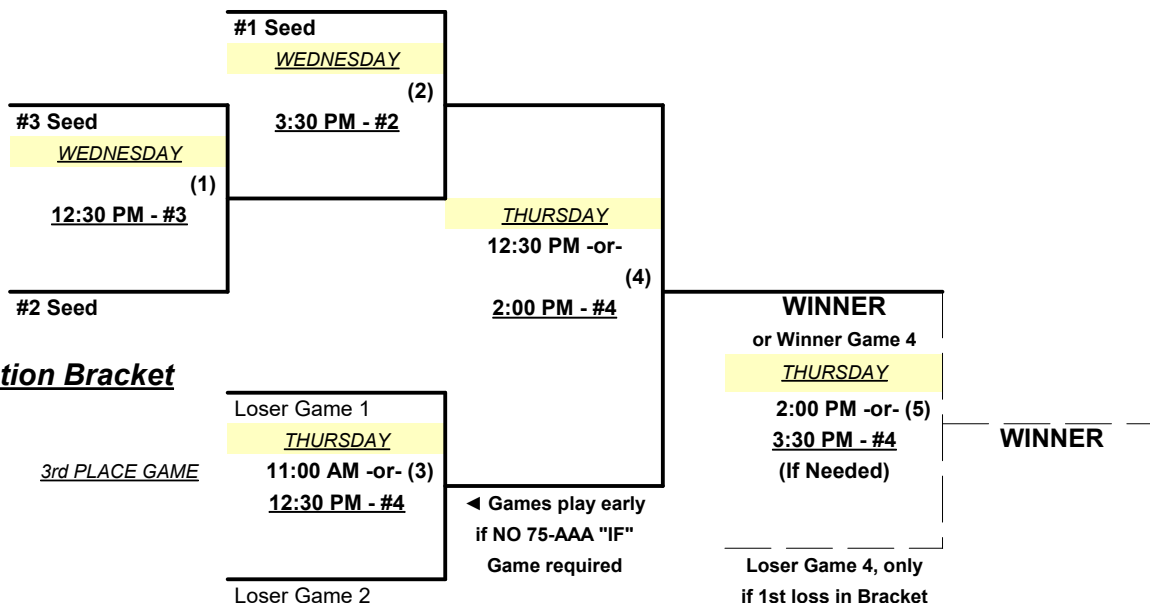 #1 Seed
WEDNESDAY
(2)
3:30 PM - #2
#3 Seed
WEDNESDAY
(1)
12:30 PM - #3
#2 Seed
THURSDAY
12:30 PM -or-
(4)
2:00 PM - #4
WINNER
or Winner Game 4
THURSDAY
2:00 PM -or- (5)
3:30 PM - #4
(If Needed)
WINNER
Loser Game 4, only
if 1st loss in Bracket
tion Bracket
Loser Game 1
THURSDAY
3rd PLACE GAME
11:00 AM -or- (3)
12:30 PM - #4
◄ Games play early
if NO 75-AAA "IF"
Game required
Loser Game 2